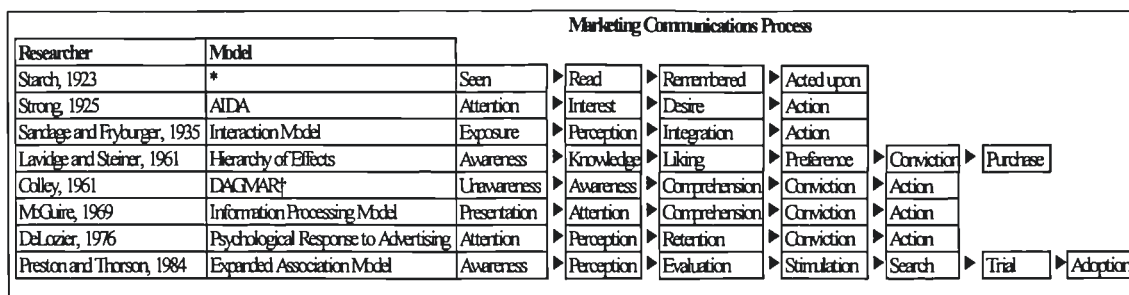 Marketing Communications Process
Researcher Model
Starch, 1923 * Seen ▶ Read ▶ Remembered ▶ Acted upon
Strong, 1925 AIDA Attention ▶ Interest ▶ Desire ▶ Action
Sandage and Fryburger, 1935 Interaction Model Exposure ▶ Perception ▶ Integration ▶ Action
Lavidge and Steiner, 1961 Hierarchy of Effects Awareness ▶ Knowledge ▶ Liking ▶ Preference ▶ Conviction ▶ Purchase
Colley, 1961 DAGMAR† Unawareness ▶ Awareness ▶ Comprehension ▶ Conviction ▶ Action
McGuire, 1969 Information Processing Model Presentation ▶ Attention ▶ Comprehension ▶ Conviction ▶ Action
DeLozier, 1976 Psychological Response to Advertising Attention ▶ Perception ▶ Retention ▶ Conviction ▶ Action
Preston and Thorson, 1984 Expanded Association Model Awareness ▶ Perception ▶ Evaluation ▶ Stimulation ▶ Search ▶ Trial ▶ Adoption